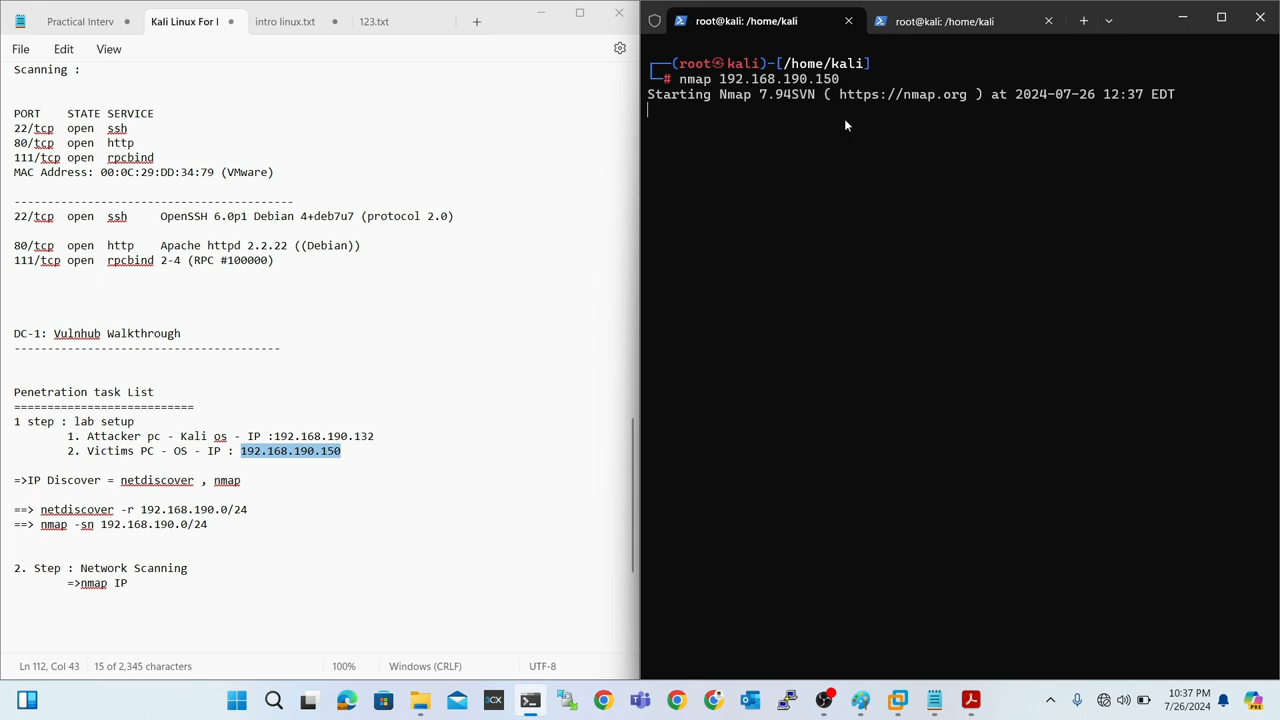 Practical Interv
Kali Linux For I
intro linux.txt
123.txt
File Edit View
Scanning :
PORT STATE SERVICE
22/tcp open ssh
80/tcp open http
111/tcp open rpcbind
MAC Address: 00:0C:29:DD:34:79 (VMware)
------------------------------------------
22/tcp open ssh OpenSSH 6.0p1 Debian 4+deb7u7 (protocol 2.0)
80/tcp open http Apache httpd 2.2.22 ((Debian))
111/tcp open rpcbind 2-4 (RPC #100000)
DC-1: Vulnhub Walkthrough
----------------------------------------
Penetration task List
===========================
1 step : lab setup
1. Attacker pc - Kali os - IP :192.168.190.132
2. Victims PC - OS - IP : 192.168.190.150
=>IP Discover = netdiscover , nmap
==> netdiscover -r 192.168.190.0/24
==> nmap -sn 192.168.190.0/24
2. Step : Network Scanning
=>nmap IP
Ln 112, Col 43 15 of 2,345 characters 100% Windows (CRLF) UTF-8
root@kali: /home/kali
root@kali: /home/kali
┌──(root㉿kali)-[/home/kali]
└─# nmap 192.168.190.150
Starting Nmap 7.94SVN ( https://nmap.org ) at 2024-07-26 12:37 EDT
3CX
10:37 PM
7/26/2024
PRE